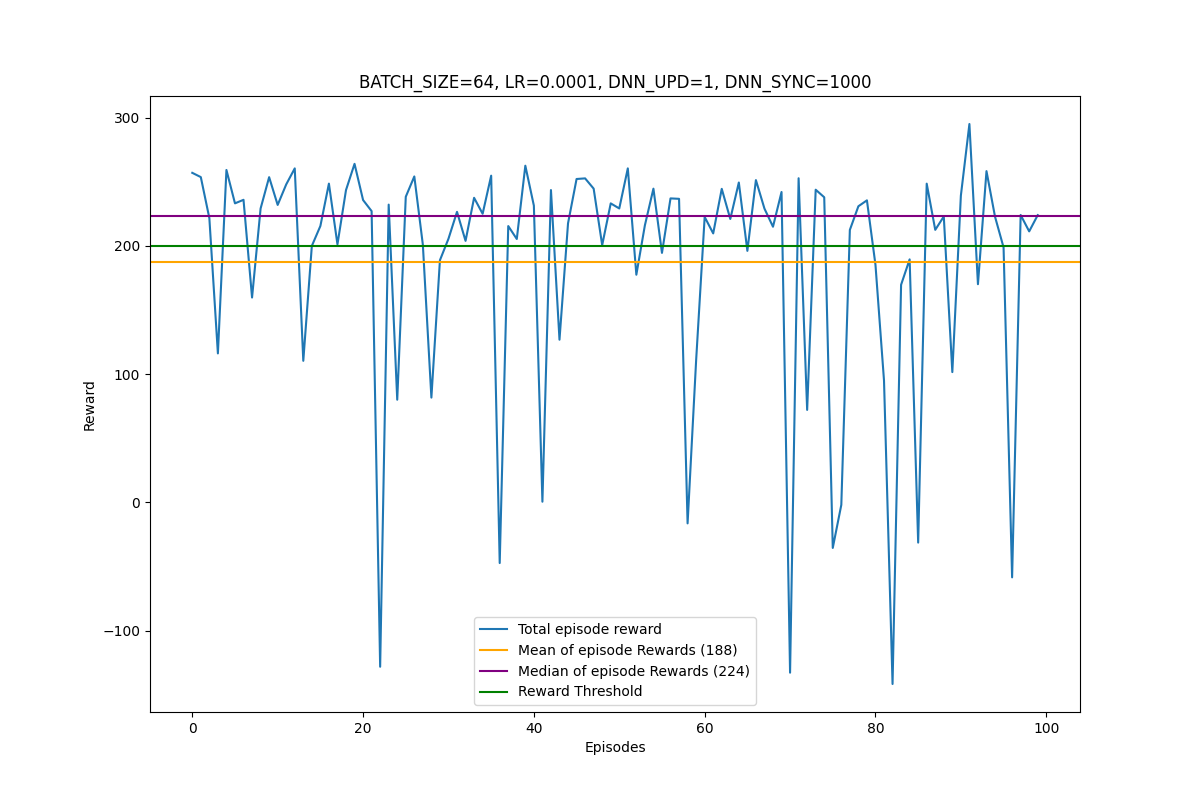 BATCH_SIZE=64, LR=0.0001, DNN_UPD=1, DNN_SYNC=1000
300
200
100
0
−100
Reward
Total episode reward
Mean of episode Rewards (188)
Median of episode Rewards (224)
Reward Threshold
0 20 40 60 80 100
Episodes